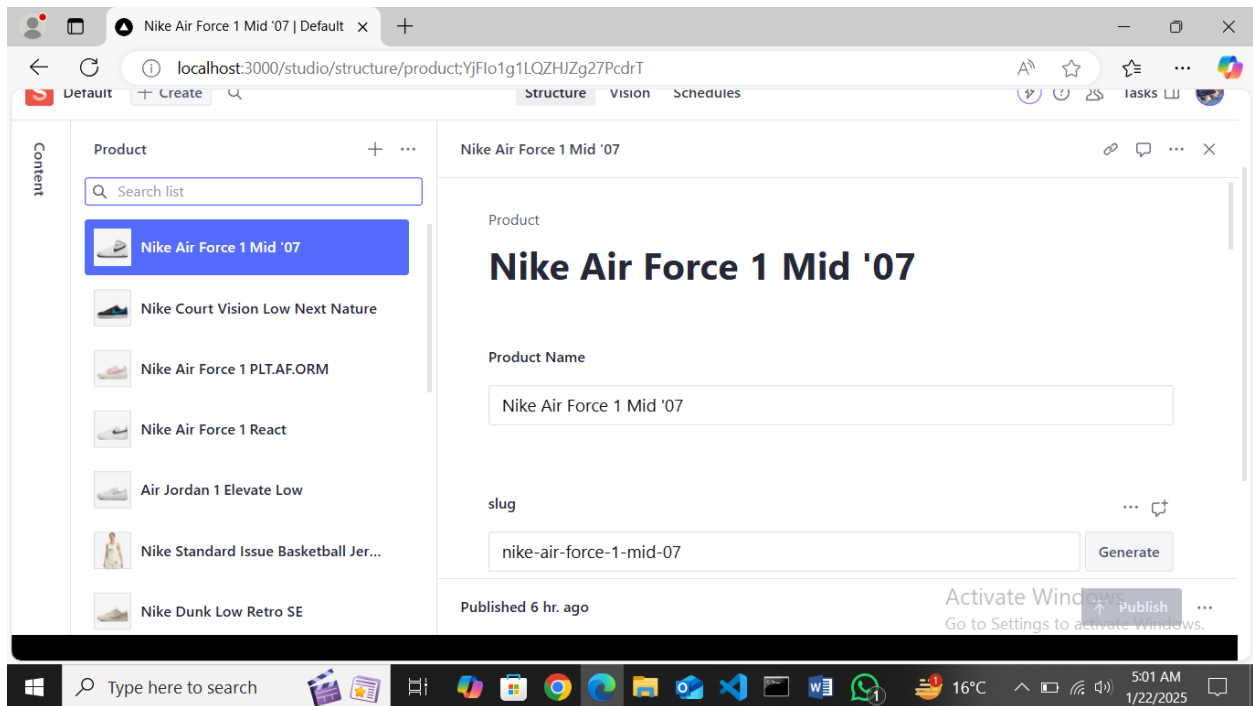 Nike Air Force 1 Mid '07 | Default
localhost:3000/studio/structure/product;YjFIo1g1LQZHJZg27PcdrT
S Default + Create Structure Vision Schedules Tasks
Content
Product
Search list
Nike Air Force 1 Mid '07
Nike Court Vision Low Next Nature
Nike Air Force 1 PLT.AF.ORM
Nike Air Force 1 React
Air Jordan 1 Elevate Low
Nike Standard Issue Basketball Jer...
Nike Dunk Low Retro SE
Nike Air Force 1 Mid '07
Product
Nike Air Force 1 Mid '07
Product Name
Nike Air Force 1 Mid '07
slug
nike-air-force-1-mid-07 Generate
Published 6 hr. ago Publish
Activate Windows
Go to Settings to activate Windows.
Type here to search 1 1 16°C 5:01 AM
1/22/2025